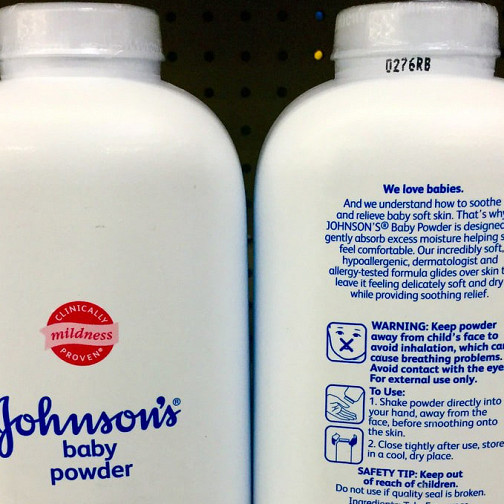 CLINICALLY
mildness
PROVEN®
Johnson's®
baby
powder
0276RB
We love babies.
And we understand how to soothe
and relieve baby soft skin. That's why
JOHNSON'S® Baby Powder is designed
gently absorb excess moisture helping
feel comfortable. Our incredibly soft,
hypoallergenic, dermatologist and
allergy-tested formula glides over skin
leave it feeling delicately soft and dry
while providing soothing relief.
WARNING: Keep powder
away from child's face to
avoid inhalation, which can
cause breathing problems.
Avoid contact with the eye
For external use only.
To Use:
1. Shake powder directly into
your hand, away from the
face, before smoothing onto
the skin.
2. Close tightly after use, store
in a cool, dry place.
SAFETY TIP: Keep out
of reach of children.
Do not use if quality seal is broken.